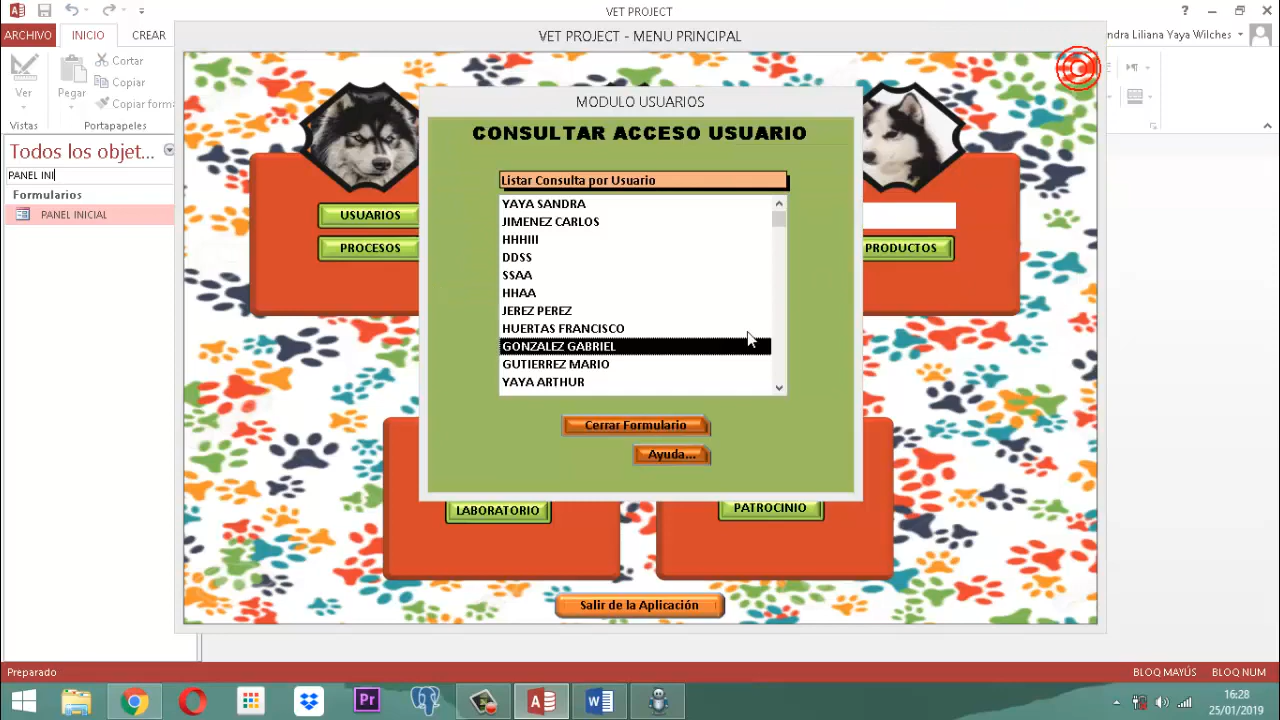 VET PROJECT
ARCHIVO
INICIO
CREAR
ndra Liliana Yaya Wilches
Ver
Pegar
Cortar
Copiar
Copiar form
Vistas
Portapapeles
Todos los objet...
PANEL INI
Formularios
PANEL INICIAL
VET PROJECT - MENU PRINCIPAL
USUARIOS
PROCESOS
PRODUCTOS
MODULO USUARIOS
CONSULTAR ACCESO USUARIO
Listar Consulta por Usuario
YAYA SANDRA
JIMENEZ CARLOS
HHHIII
DDSS
SSAA
HHAA
JEREZ PEREZ
HUERTAS FRANCISCO
GONZALEZ GABRIEL
GUTIERREZ MARIO
YAYA ARTHUR
Cerrar Formulario
Ayuda...
LABORATORIO
PATROCINIO
Salir de la Aplicación
Preparado
BLOQ MAYÚS
BLOQ NUM
Pr
16:28
25/01/2019